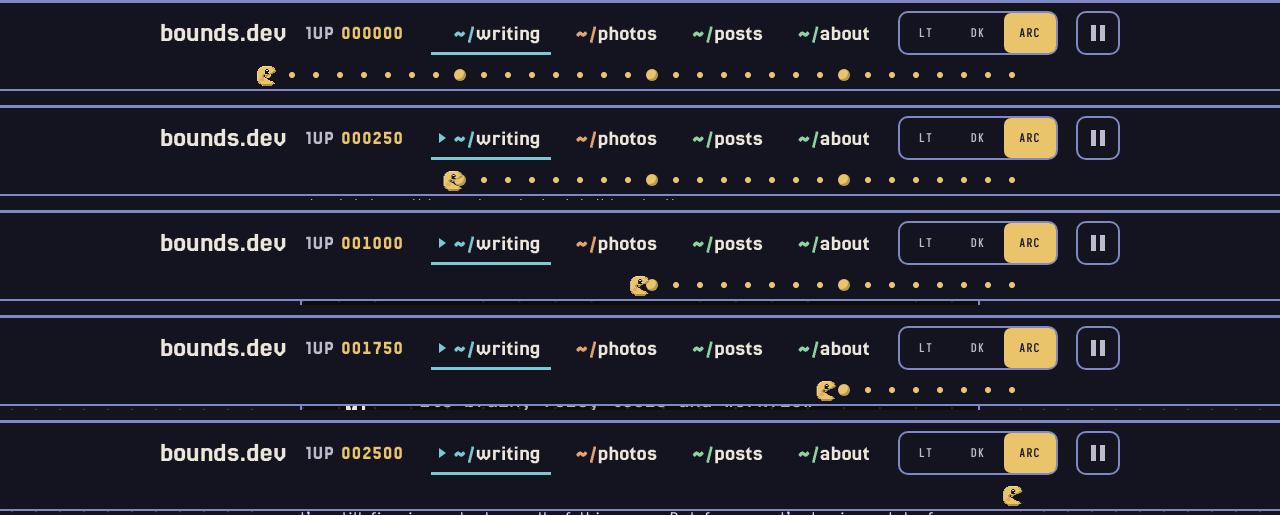 bounds.dev 1UP 000000 ~/writing ~/photos ~/posts ~/about LT DK ARC
bounds.dev 1UP 000250 ~/writing ~/photos ~/posts ~/about LT DK ARC
bounds.dev 1UP 001000 ~/writing ~/photos ~/posts ~/about LT DK ARC
bounds.dev 1UP 001750 ~/writing ~/photos ~/posts ~/about LT DK ARC
bounds.dev 1UP 002500 ~/writing ~/photos ~/posts ~/about LT DK ARC